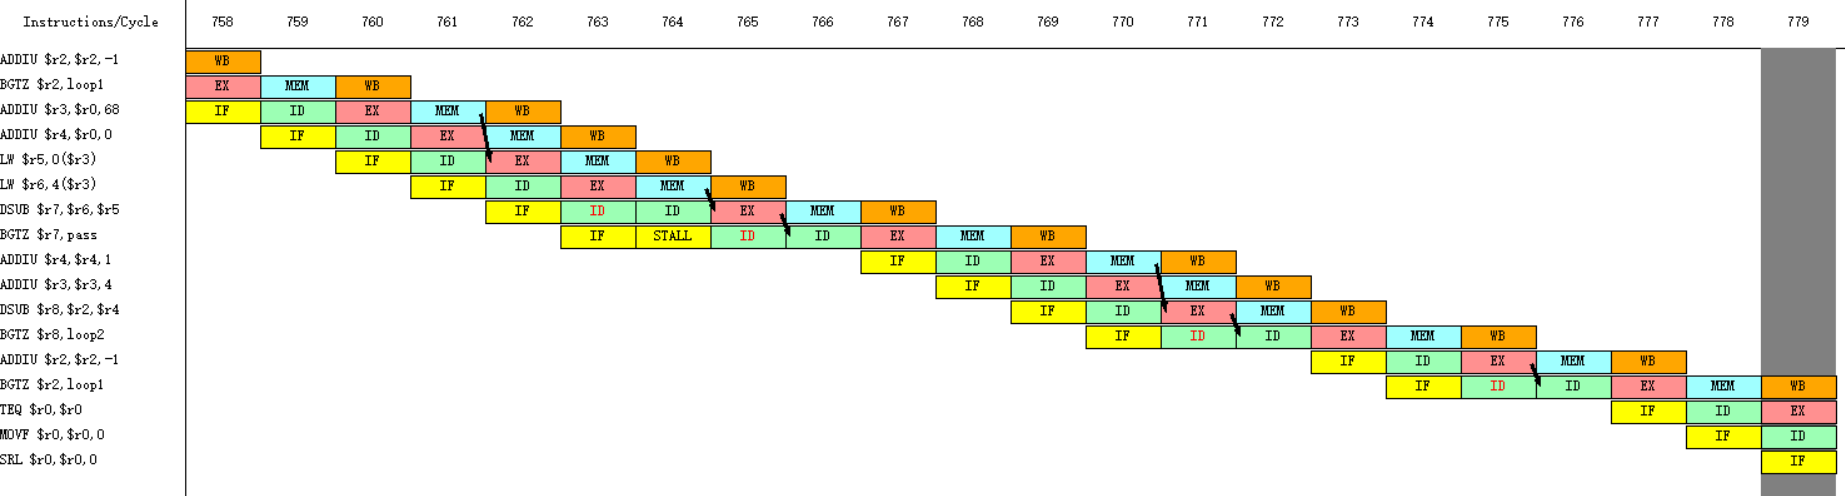 Instructions/Cycle 758 759 760 761 762 763 764 765 766 767 768 769 770 771 772 773 774 775 776 777 778 779
ADDIU $r2,$r2,-1 WB
BGTZ $r2,loop1 EX MEM WB
ADDIU $r3,$r0,68 IF ID EX MEM WB
ADDIU $r4,$r0,0 IF ID EX MEM WB
LW $r5,0($r3) IF ID EX MEM WB
LW $r6,4($r3) IF ID EX MEM WB
DSUB $r7,$r6,$r5 IF ID ID EX MEM WB
BGTZ $r7,pass IF STALL ID ID EX MEM WB
ADDIU $r4,$r4,1 IF ID EX MEM WB
ADDIU $r3,$r3,4 IF ID EX MEM WB
DSUB $r8,$r2,$r4 IF ID EX MEM WB
BGTZ $r8,loop2 IF ID ID EX MEM WB
ADDIU $r2,$r2,-1 IF ID EX MEM WB
BGTZ $r2,loop1 IF ID ID EX MEM WB
TEQ $r0,$r0 IF ID EX
MOVF $r0,$r0,0 IF ID
SRL $r0,$r0,0 IF